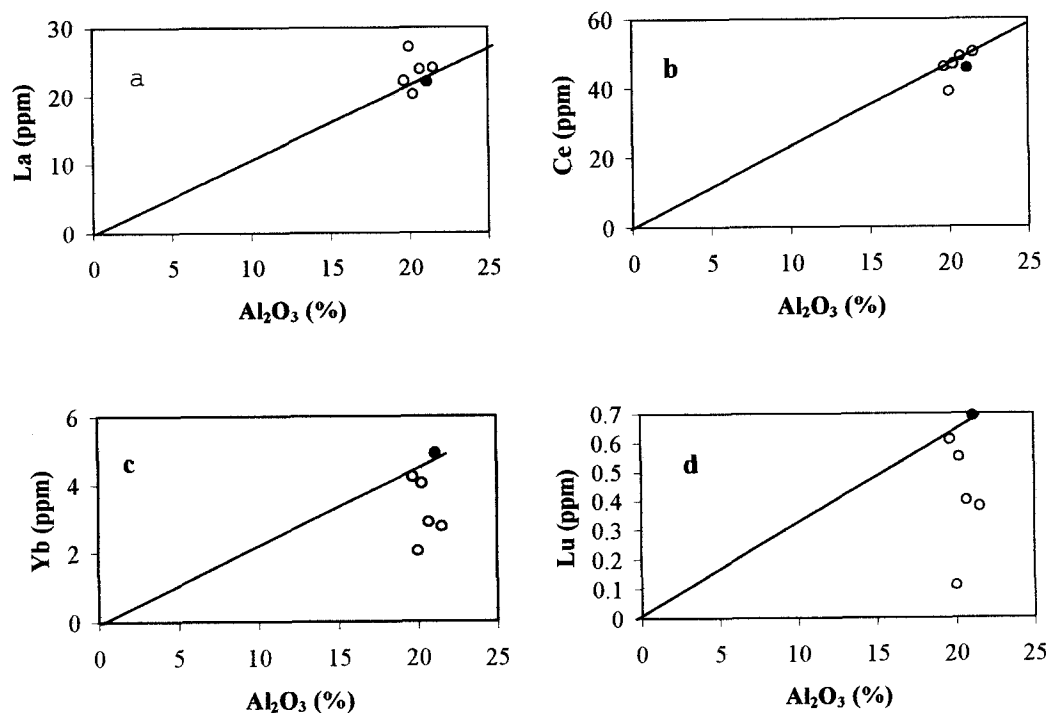 30
20
10
0
La (ppm)
a
0 5 10 15 20 25
Al₂O₃ (%)
60
40
20
0
Ce (ppm)
b
0 5 10 15 20 25
Al₂O₃ (%)
6
4
2
0
Yb (ppm)
c
0 5 10 15 20 25
Al₂O₃ (%)
0.7
0.6
0.5
0.4
0.3
0.2
0.1
0
Lu (ppm)
d
0 5 10 15 20 25
Al₂O₃ (%)